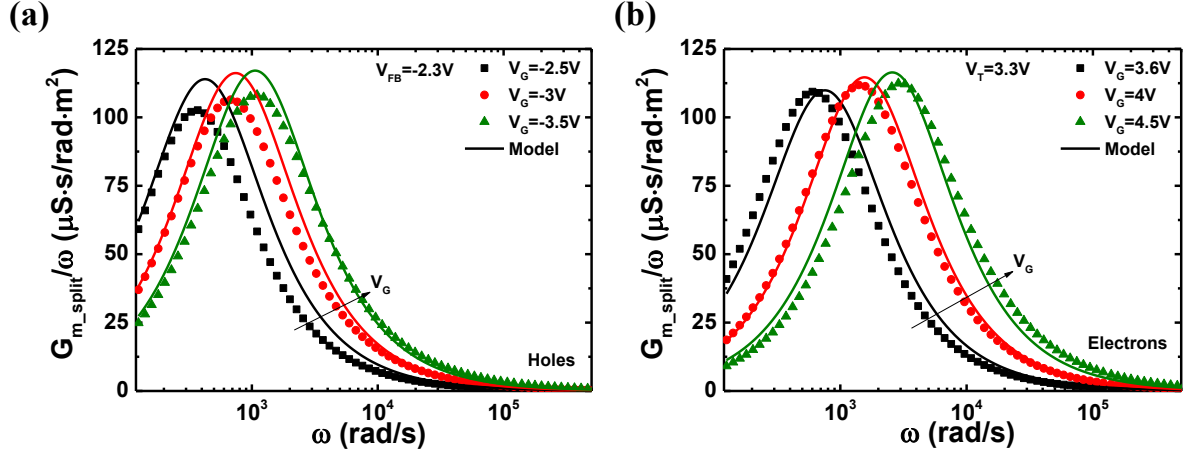 (a)
G_m_split/ω (μS·s/rad·m²)
125
100
75
50
25
0
V_FB=-2.3V
V_G=-2.5V
V_G=-3V
V_G=-3.5V
Model
V_G
Holes
10³ 10⁴ 10⁵
ω (rad/s)
(b)
G_m_split/ω (μS·s/rad·m²)
125
100
75
50
25
0
V_T=3.3V
V_G=3.6V
V_G=4V
V_G=4.5V
Model
V_G
Electrons
10³ 10⁴ 10⁵
ω (rad/s)